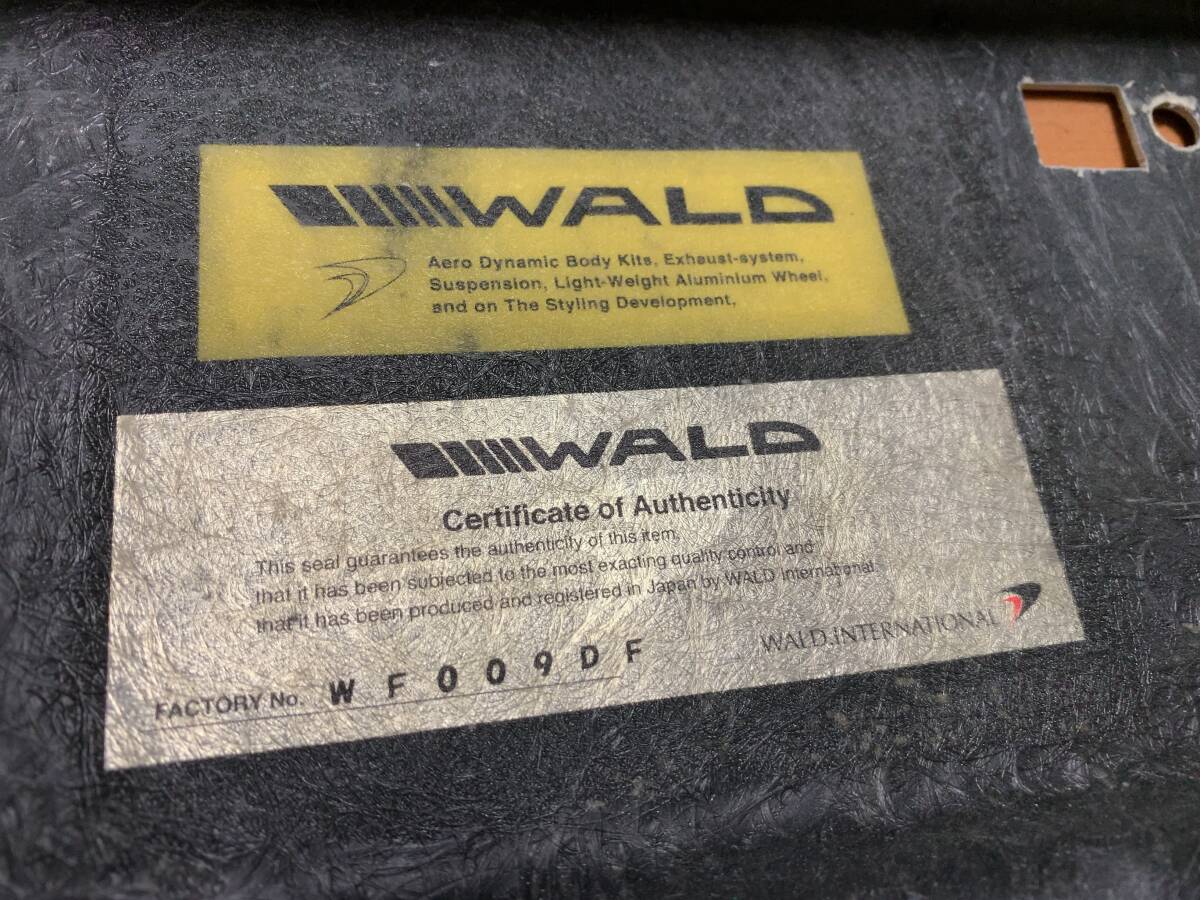 WALD
Aero Dynamic Body Kits, Exhaust-system,
Suspension, Light-Weight Aluminium Wheel,
and on The Styling Development.
WALD
Certificate of Authenticity
This seal guarantees the authenticity of this item,
that it has been subjected to the most exacting quality control and
that it has been produced and registered in Japan by WALD International.
FACTORY No. WF009DF
WALD.INTERNATIONAL